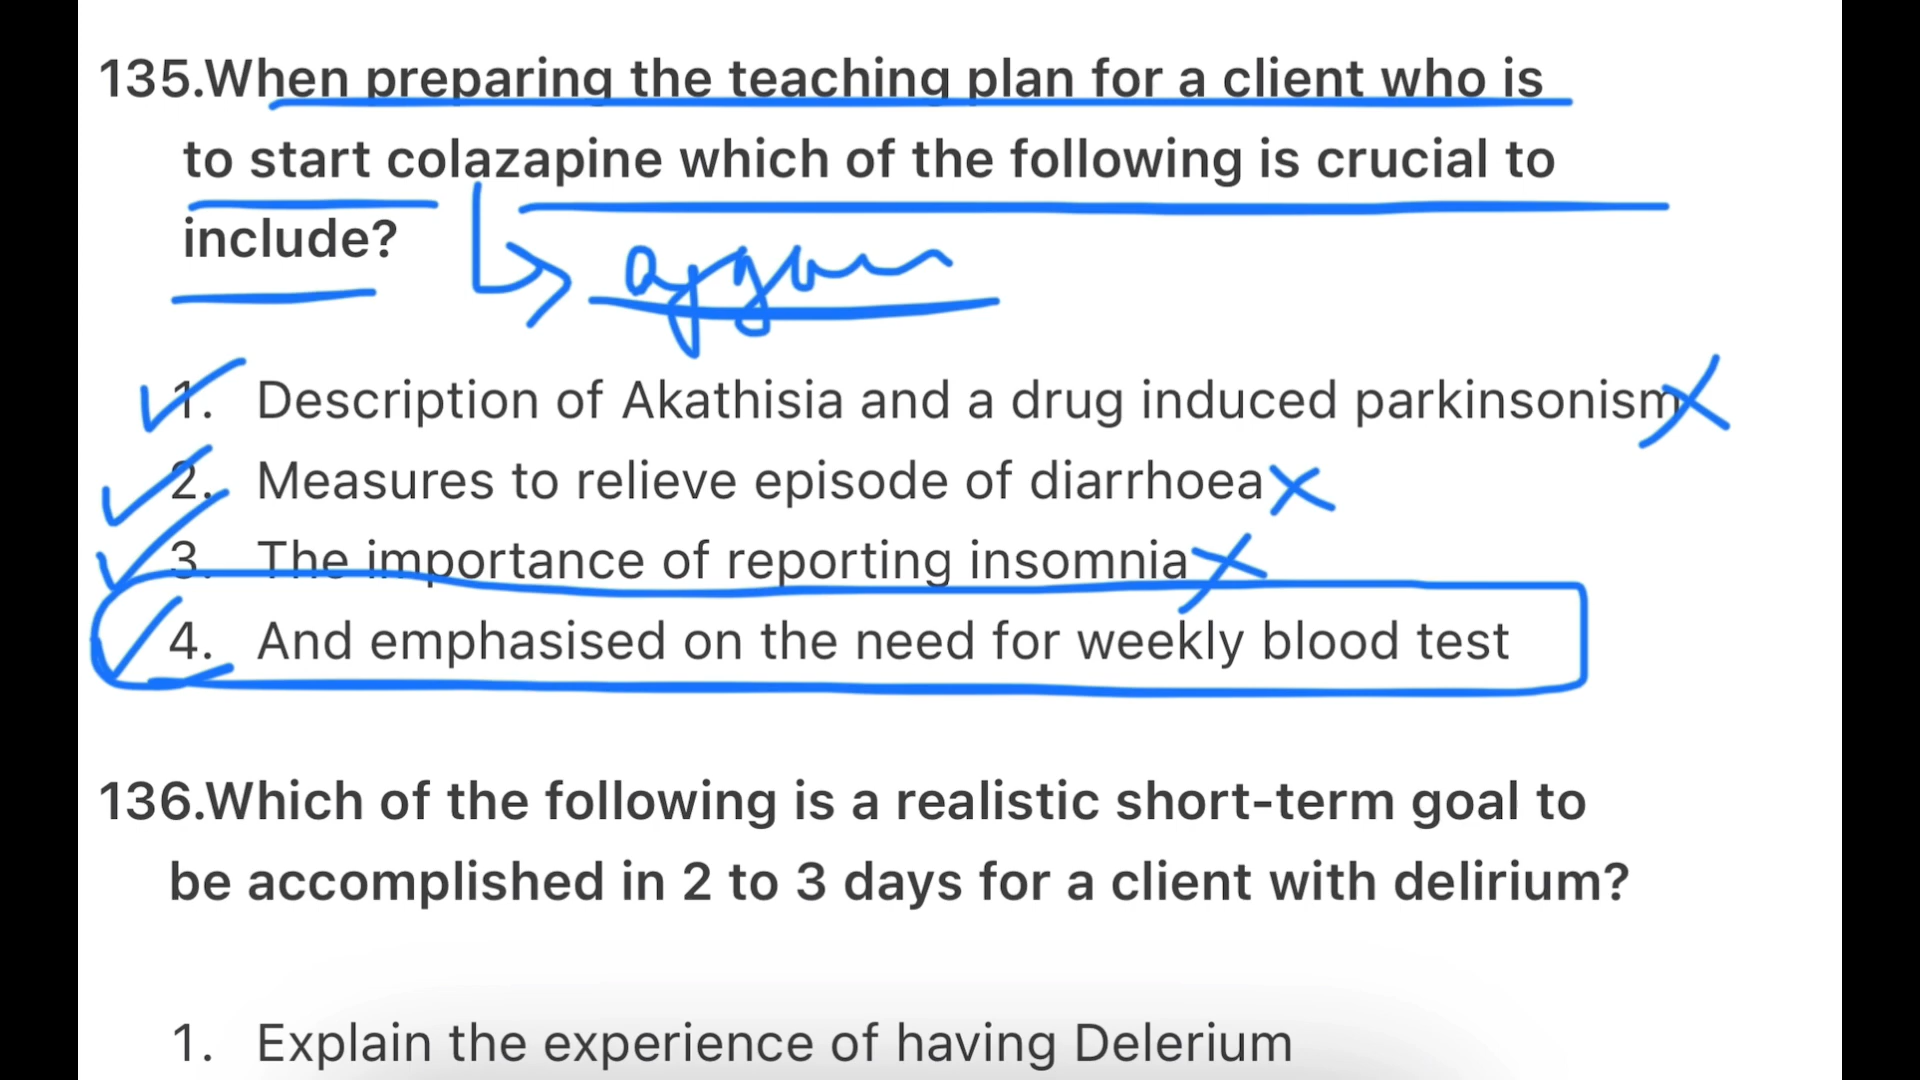 135.When preparing the teaching plan for a client who is
to start colazapine which of the following is crucial to
include?
1. Description of Akathisia and a drug induced parkinsonism
2. Measures to relieve episode of diarrhoea
3. The importance of reporting insomnia
4. And emphasised on the need for weekly blood test
136.Which of the following is a realistic short-term goal to
be accomplished in 2 to 3 days for a client with delirium?
1. Explain the experience of having Delerium